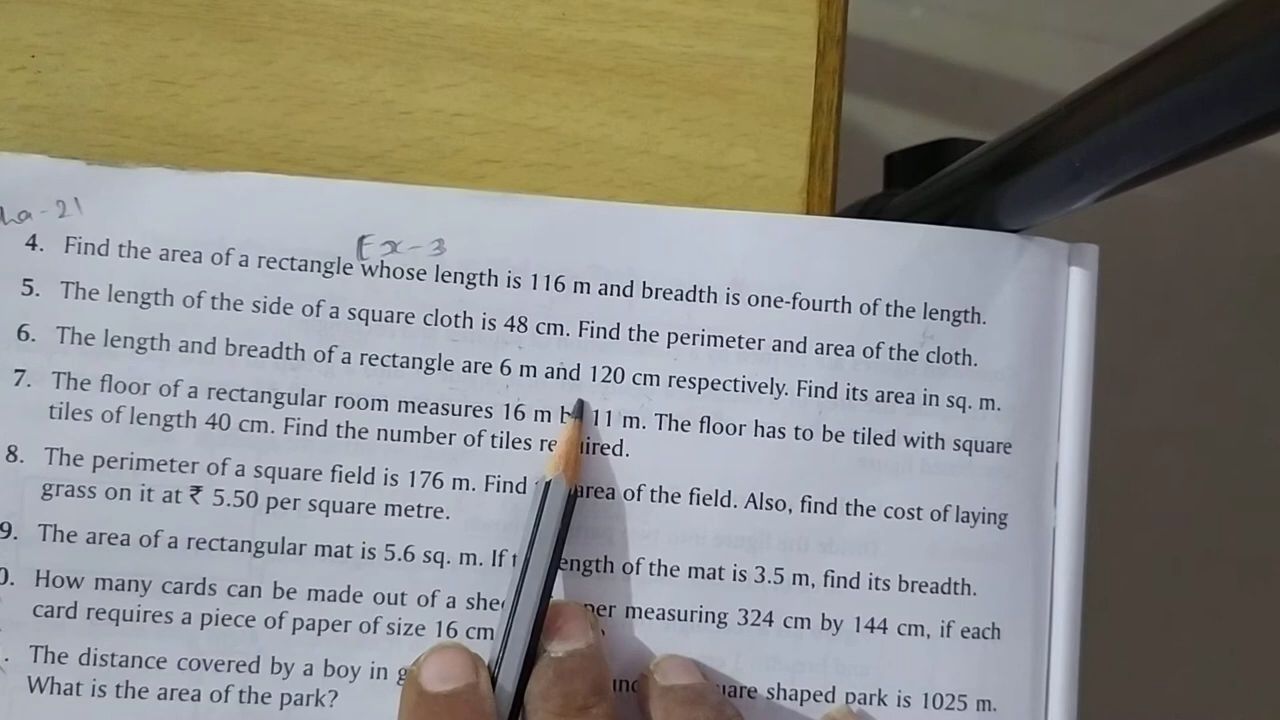 - 21
Ex-3
4. Find the area of a rectangle whose length is 116 m and breadth is one-fourth of the length.
5. The length of the side of a square cloth is 48 cm. Find the perimeter and area of the cloth.
6. The length and breadth of a rectangle are 6 m and 120 cm respectively. Find its area in sq. m.
7. The floor of a rectangular room measures 16 m 11 m. The floor has to be tiled with square
tiles of length 40 cm. Find the number of tiles
8. The perimeter of a square field is 176 m. Find area of the field. Also, find the cost of laying
grass on it at ₹ 5.50 per square metre.
9. The area of a rectangular mat is 5.6 sq. m. If length of the mat is 3.5 m, find its breadth.
How many cards can be made out of a measuring 324 cm by 144 cm, if each
card requires a piece of paper of size 16 cm
The distance covered by a boy in shaped park is 1025 m.
What is the area of the park?